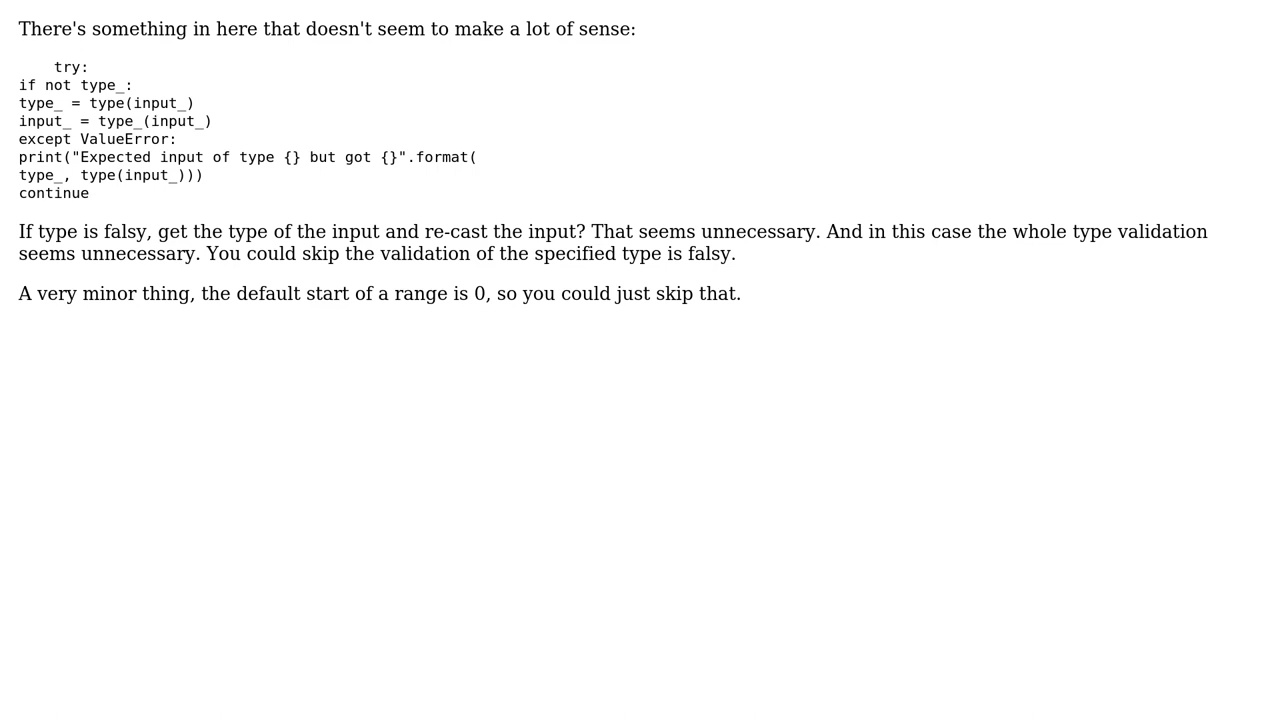 There's something in here that doesn't seem to make a lot of sense:
    try:
if not type_:
type_ = type(input_)
input_ = type_(input_)
except ValueError:
print("Expected input of type {} but got {}".format(
type_, type(input_)))
continue
If type is falsy, get the type of the input and re-cast the input? That seems unnecessary. And in this case the whole type validation
seems unnecessary. You could skip the validation of the specified type is falsy.
A very minor thing, the default start of a range is 0, so you could just skip that.